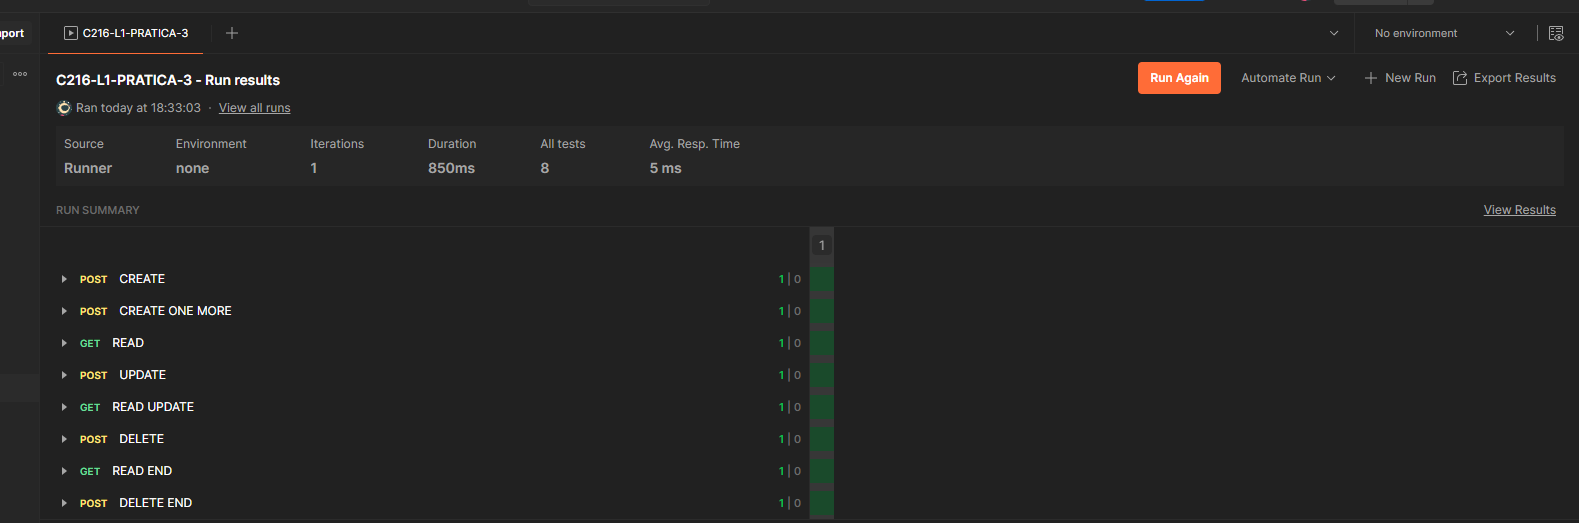 port
C216-L1-PRATICA-3
No environment
C216-L1-PRATICA-3 - Run results
Run Again
Automate Run
New Run
Export Results
Ran today at 18:33:03 · View all runs
Source Environment Iterations Duration All tests Avg. Resp. Time
Runner none 1 850ms 8 5 ms
RUN SUMMARY
View Results
1
POST CREATE 1 | 0
POST CREATE ONE MORE 1 | 0
GET READ 1 | 0
POST UPDATE 1 | 0
GET READ UPDATE 1 | 0
POST DELETE 1 | 0
GET READ END 1 | 0
POST DELETE END 1 | 0